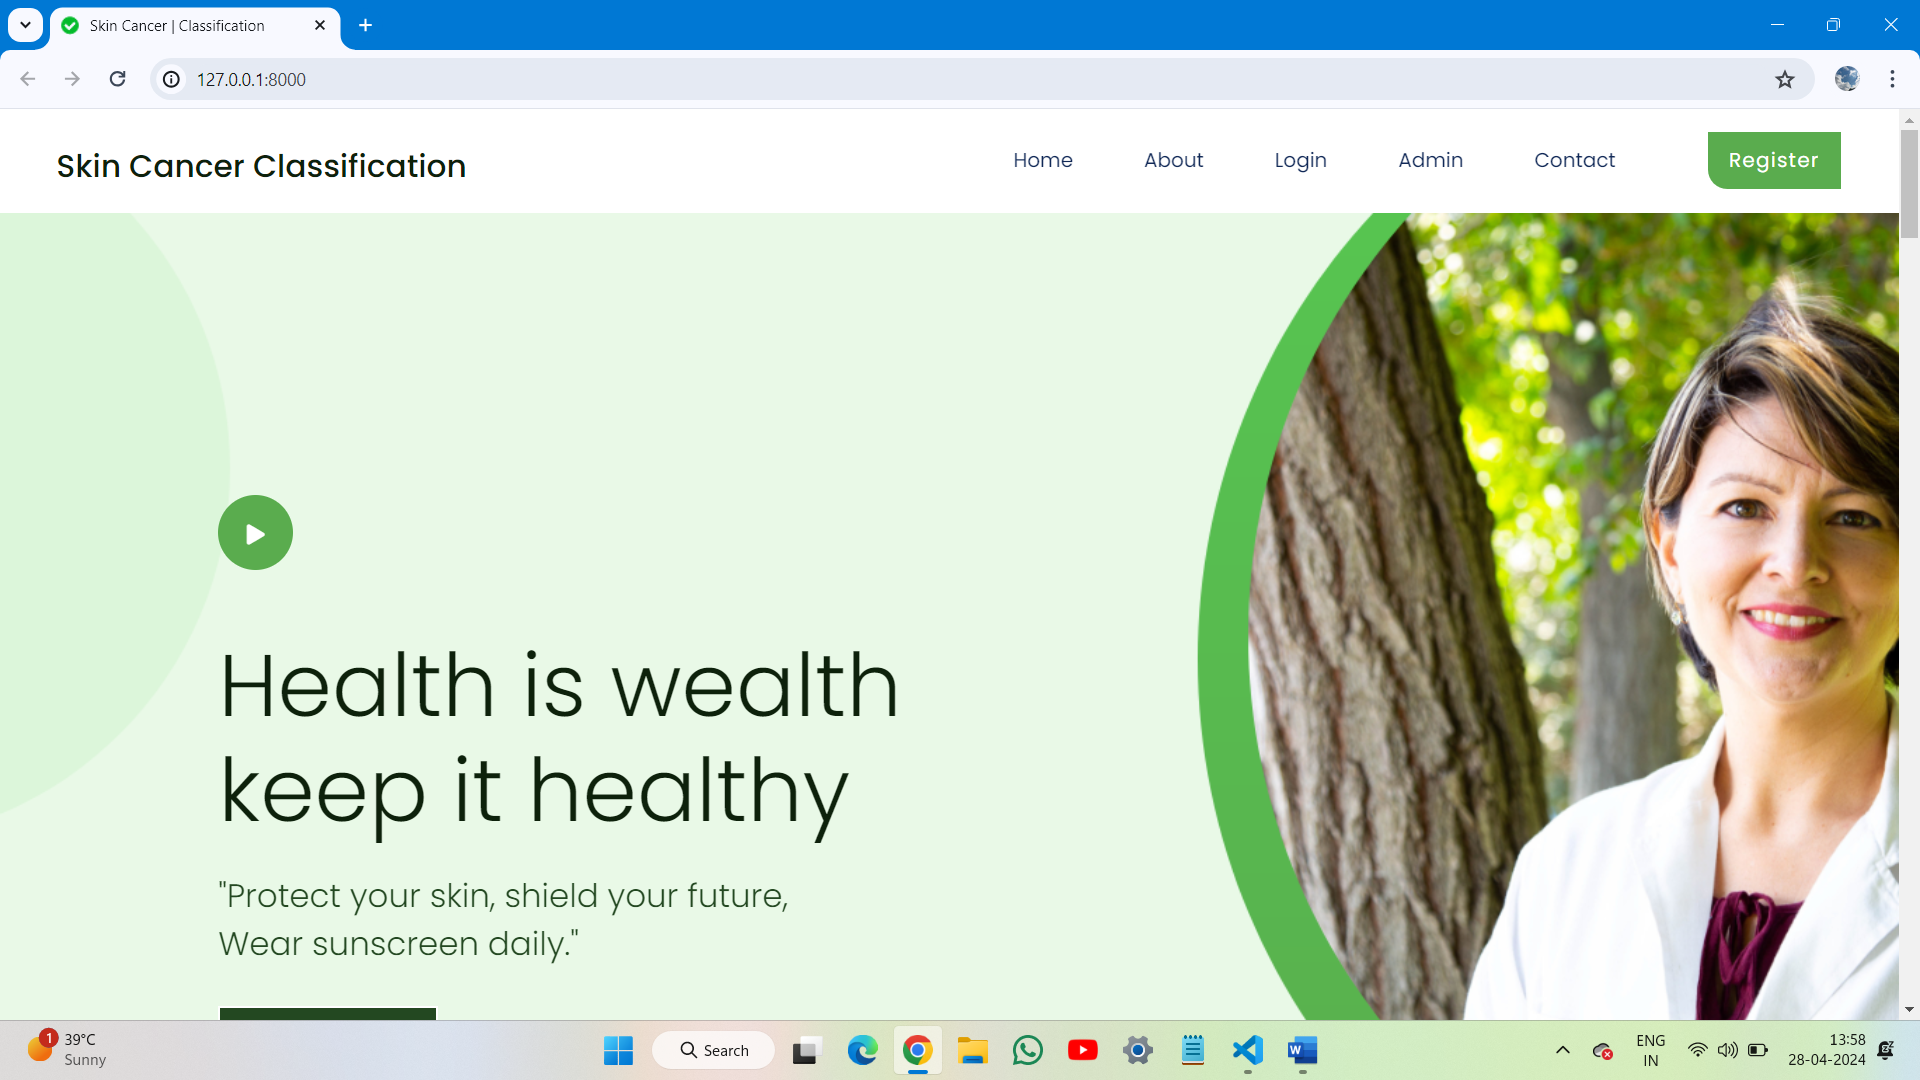 Skin Cancer | Classification
127.0.0.1:8000
Skin Cancer Classification
Home
About
Login
Admin
Contact
Register
Health is wealth
keep it healthy
"Protect your skin, shield your future,
Wear sunscreen daily."
1
39°C
Sunny
Search
W
ENG
IN
13:58
28-04-2024